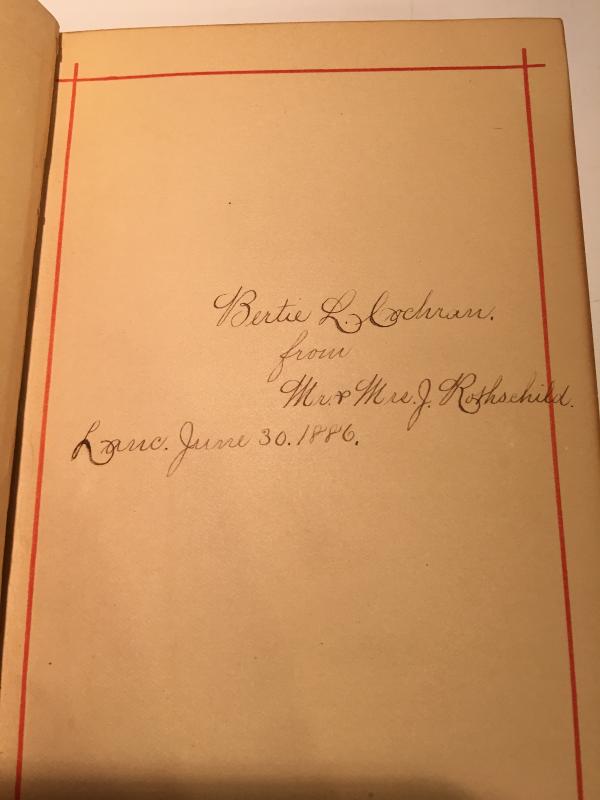 Bertie L. Cochran.
from
Mr. & Mrs. J. Rothschild.
Lanc. June 30. 1886.